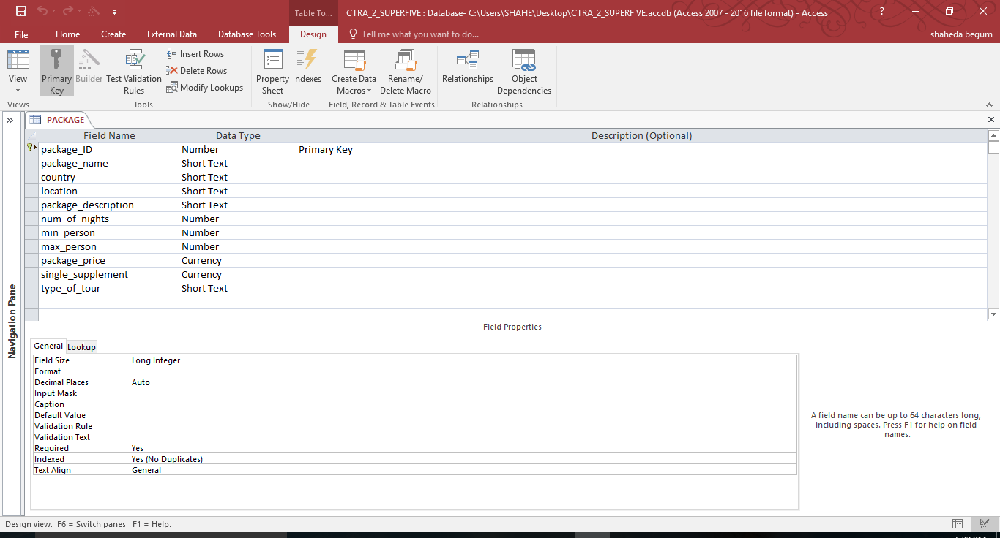 Table To...
CTRA_2_SUPERFIVE : Database- C:\Users\SHAHE\Desktop\CTRA_2_SUPERFIVE.accdb (Access 2007 - 2016 file format) - Access
?
File Home Create External Data Database Tools Design Tell me what you want to do... shaheda begum
View
Primary Key
Builder
Test Validation Rules
Insert Rows
Delete Rows
Modify Lookups
Property Sheet
Indexes
Create Data Macros
Rename/ Delete Macro
Relationships
Object Dependencies
Views Tools Show/Hide Field, Record & Table Events Relationships
PACKAGE
Field Name Data Type Description (Optional)
package_ID Number Primary Key
package_name Short Text
country Short Text
location Short Text
package_description Short Text
num_of_nights Number
min_person Number
max_person Number
package_price Currency
single_supplement Currency
type_of_tour Short Text
Navigation Pane
Field Properties
General Lookup
Field Size Long Integer
Format
Decimal Places Auto
Input Mask
Caption
Default Value
Validation Rule
Validation Text
Required Yes
Indexed Yes (No Duplicates)
Text Align General
A field name can be up to 64 characters long,
including spaces. Press F1 for help on field
names.
Design view. F6 = Switch panes. F1 = Help.